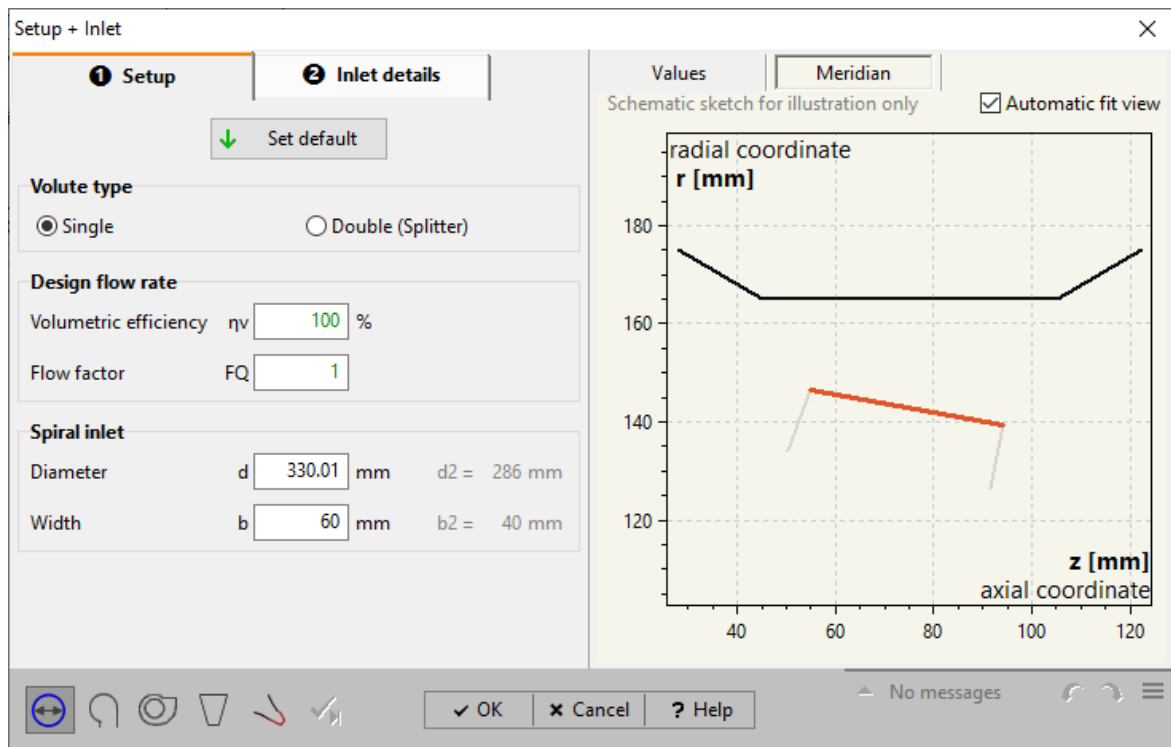 Setup + Inlet
1 Setup
2 Inlet details
Set default
Volute type
Single Double (Splitter)
Design flow rate
Volumetric efficiency ηv 100 %
Flow factor FQ 1
Spiral inlet
Diameter d 330.01 mm d2 = 286 mm
Width b 60 mm b2 = 40 mm
Values Meridian
Schematic sketch for illustration only Automatic fit view
radial coordinate
r [mm]
180
160
140
120
z [mm]
axial coordinate
40 60 80 100 120
No messages
OK Cancel ? Help